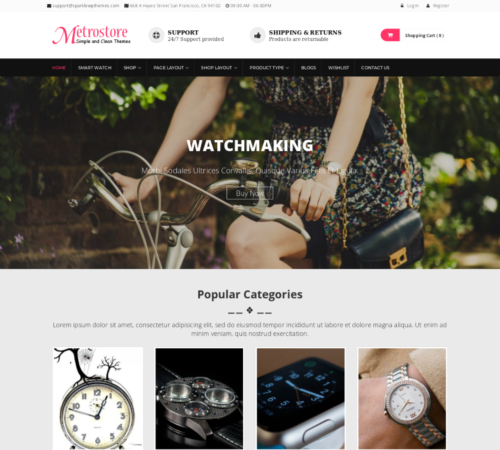 support@sparklewpthemes.com
San Francisco, CA 94102
09:00 AM - 06:00PM
Login
Register
Metrostore
Simple and Clean Themes
SUPPORT
24/7 Support provided
SHIPPING & RETURNS
Products are returnable
Shopping Cart ( 0 )
HOME
SMART WATCH
SHOP
PAGE LAYOUT
SHOP LAYOUT
PRODUCT TYPE
BLOGS
WISHLIST
CONTACT US
WATCHMAKING
Morbi Sodales Ultrices Convallis. Quisque Varius Felis
Buy Now
Popular Categories
Lorem ipsum dolor sit amet, consectetur adipisicing elit, sed do eiusmod tempor incididunt ut labore et dolore magna aliqua. Ut enim ad
minim veniam, quis nostrud exercitation.